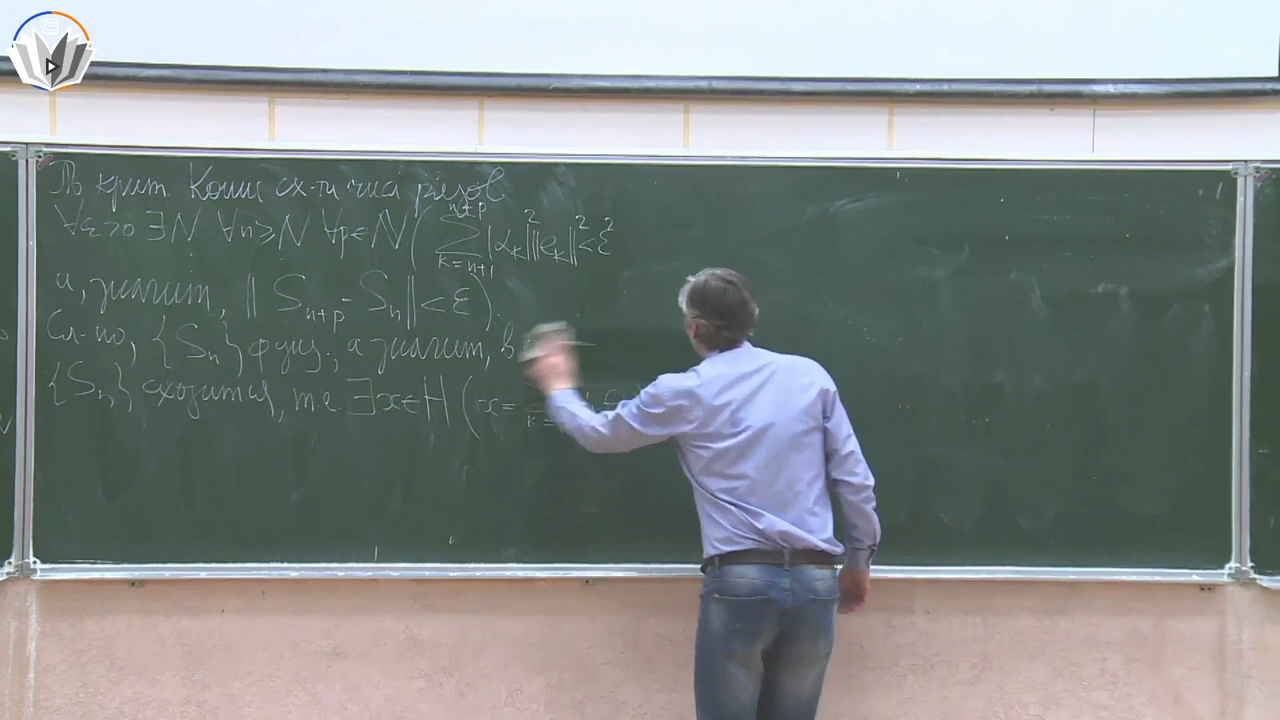 По крит. Коши сх-ти числ рядов
∀ε>0 ∃N ∀n≥N ∀p∈N ( ∑_{k=n+1}^{n+p} |α_k|²||e_k||² < ε²
и, значит, || S_{n+p} - S_n || < ε ).
Сл-но, {S_n} фунд., а значит, в
{S_n} сходится, т.е. ∃x∈H ( x =